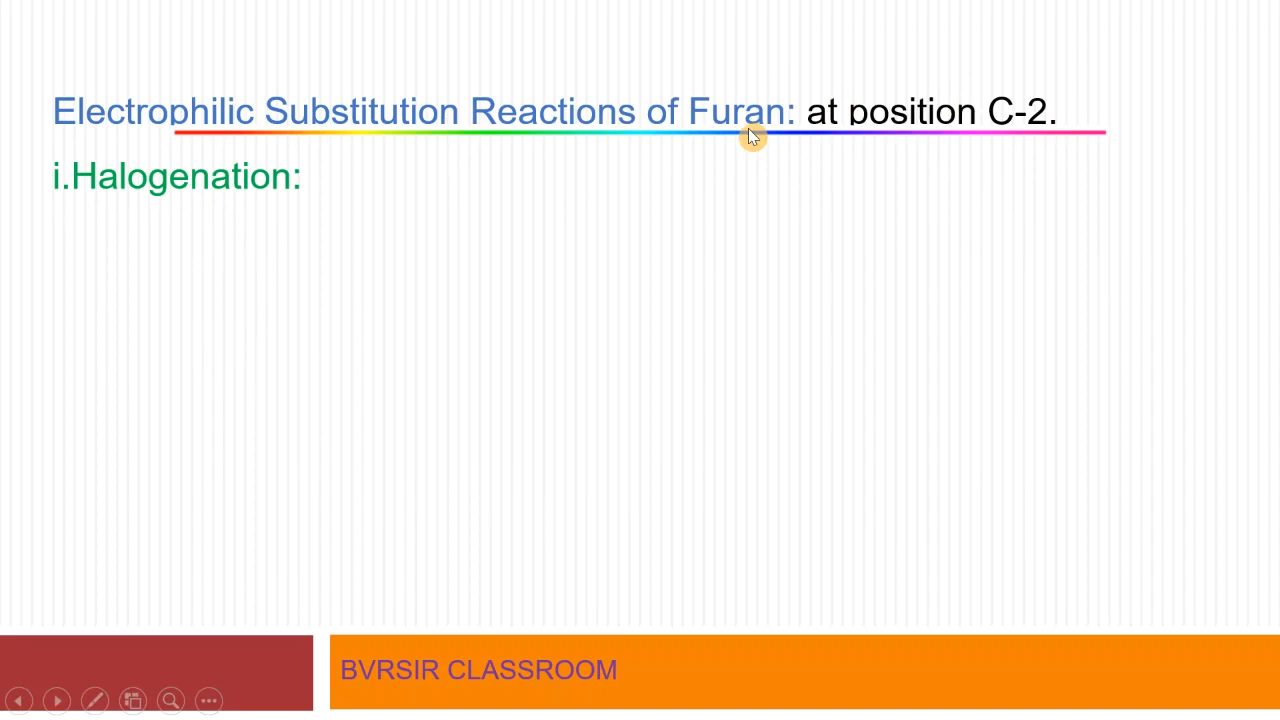 Electrophilic Substitution Reactions of Furan: at position C-2.
i.Halogenation:
BVRSIR CLASSROOM